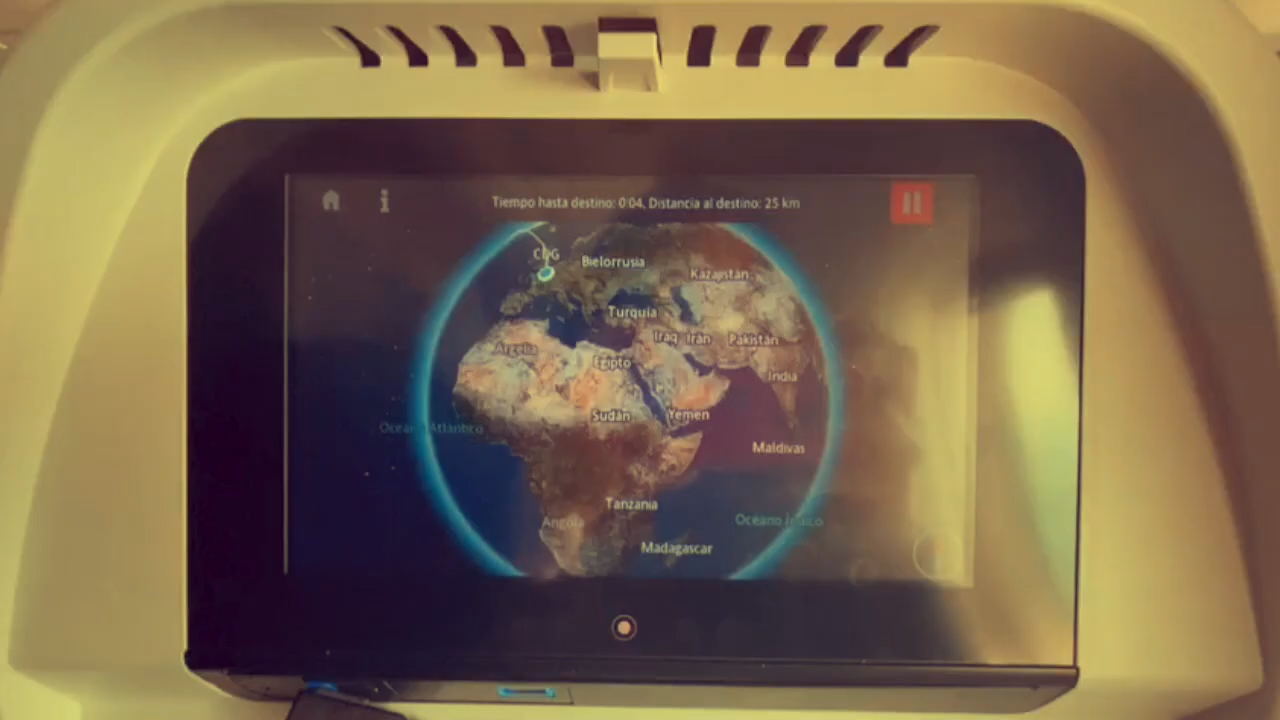 Tiempo hasta destino: 0:04, Distancia al destino: 25 km
CDG
Bielorrusia
Kazajstán
Turquía
Iraq Irán Pakistán
Argelia
Egipto
India
Sudán
Yemen
Océano Atlántico
Maldivas
Tanzania
Angola
Océano Índico
Madagascar